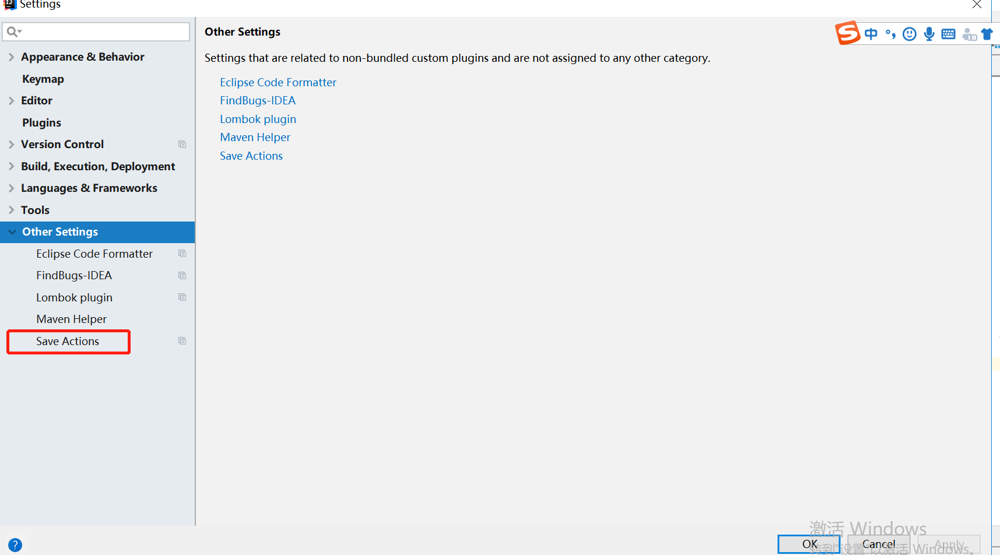 Settings
Appearance & Behavior
Keymap
Editor
Plugins
Version Control
Build, Execution, Deployment
Languages & Frameworks
Tools
Other Settings
Eclipse Code Formatter
FindBugs-IDEA
Lombok plugin
Maven Helper
Save Actions
Other Settings
Settings that are related to non-bundled custom plugins and are not assigned to any other category.
Eclipse Code Formatter
FindBugs-IDEA
Lombok plugin
Maven Helper
Save Actions
中
激活 Windows
转到“设置”以激活 Windows。
OK
Cancel
Apply